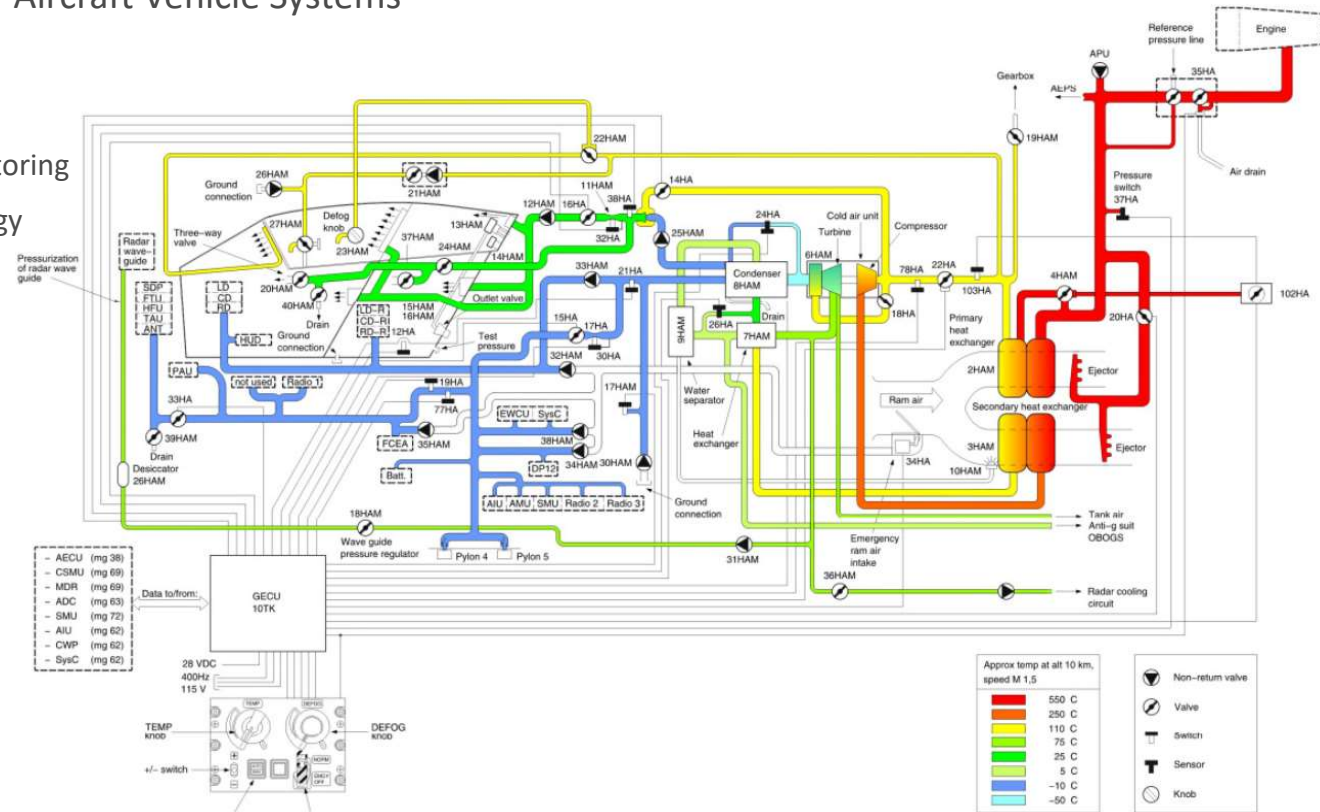 Aircraft Vehicle Systems
toring
gy
Reference
pressure line
Engine
APU
35HA
AEPS
Gearbox
19HAM
Air drain
Pressure
switch
37HA
22HAM
26HAM
Ground
connection
21HAM
14HA
11HAM
38HA
12HAM
16HA
32HA
Three-way
valve
27HAM
Defog
knob
23HAM
13HAM
37HAM
24HAM
14HAM
25HAM
24HA
Cold air unit
Turbine
6HAM
Compressor
Radar
wave-
guide
Pressurization
of radar wave
guide
SDP
FTU
HFU
TAU
ANT
LD
CD
RD
HUD
20HAM
40HAM
Drain
Ground
connection
15HAM
16HAM
Outlet valve
LD-R
CD-R
RD-R
12HA
Test
pressure
33HAM
21HA
15HA
17HA
30HA
32HAM
Condenser
8HAM
Drain
26HA
9HAM
7HAM
78HA
22HA
103HA
18HA
4HAM
102HA
20HA
Primary
heat
exchanger
2HAM
Ejector
Ram air
Secondary heat exchanger
3HAM
Ejector
10HAM
34HA
Water
separator
Heat
exchanger
PAU
not used
Radio 1
19HA
77HA
33HA
39HAM
Drain
FCEA
35HAM
EWCU
SysC
38HAM
34HAM
DP12
17HAM
30HAM
Ground
connection
Batt.
AIU
AMU
SMU
Radio 2
Radio 3
Desiccator
26HAM
18HAM
Wave guide
pressure regulator
Pylon 4
Pylon 5
31HAM
Emergency
ram air
intake
Tank air
Anti-g suit
OBOGS
36HAM
Radar cooling
circuit
- AECU (mg 38)
- CSMU (mg 69)
- MDR (mg 69)
- ADC (mg 63)
- SMU (mg 72)
- AIU (mg 62)
- CWP (mg 62)
- SysC (mg 62)
Data to/from:
GECU
10TK
28 VDC
400Hz
115 V
TEMP
knob
TEMP
DEFOG
DEFOG
knob
+/- switch
NORM
EMGY
OFF
Approx temp at alt 10 km,
speed M 1,5
550 C
250 C
110 C
75 C
25 C
5 C
-10 C
-50 C
Non-return valve
Valve
Switch
Sensor
Knob